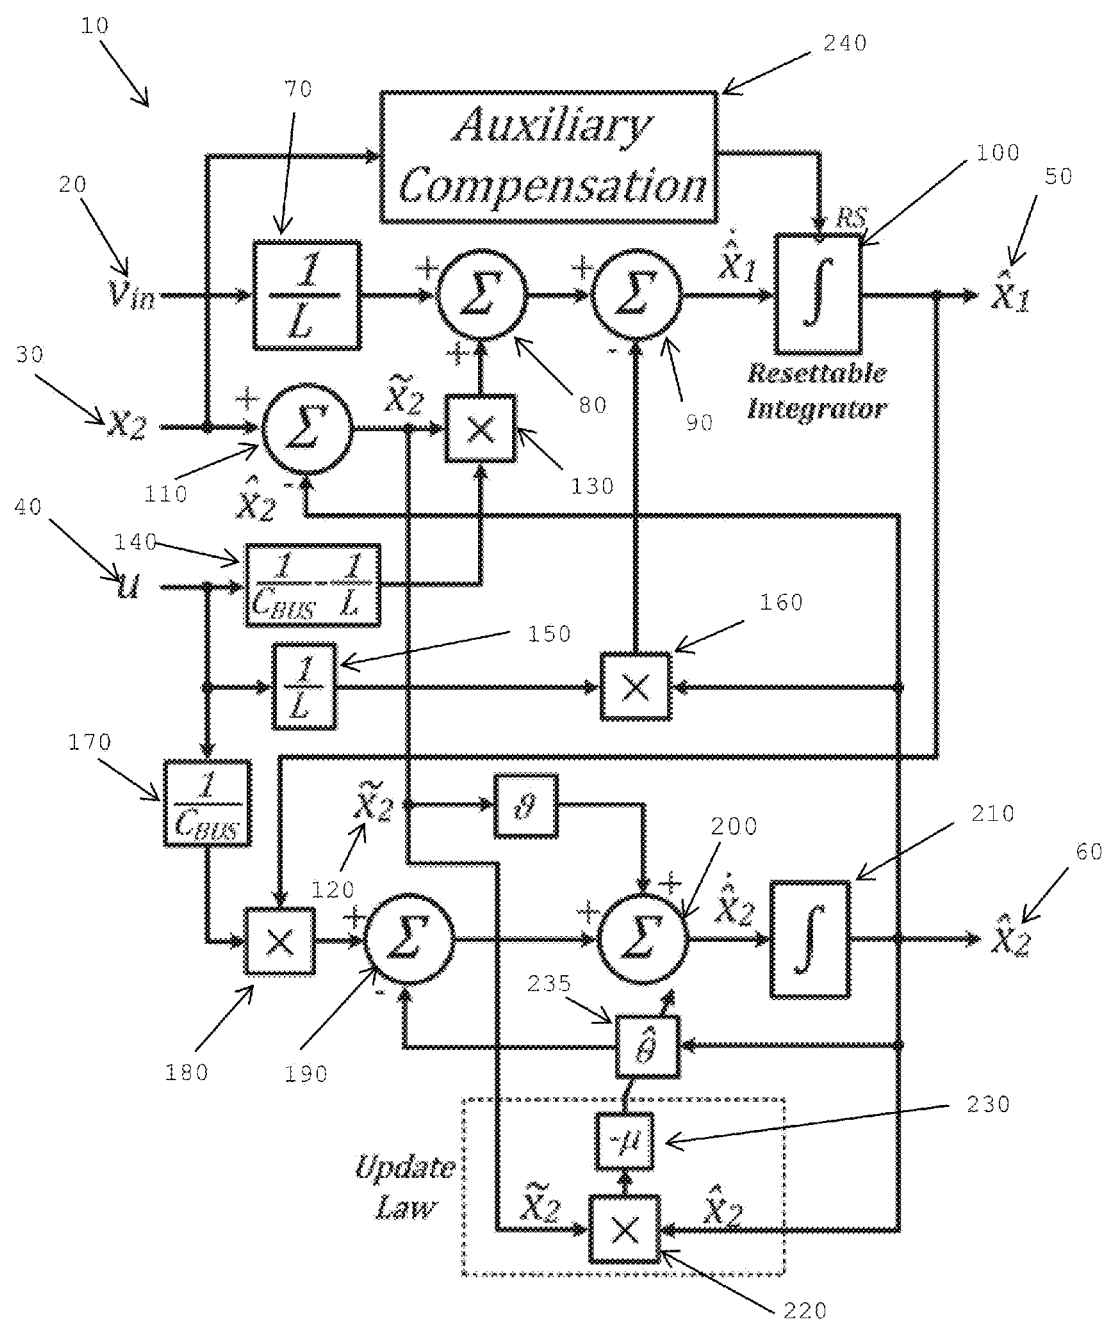 10
240
70
Auxiliary
Compensation
100
20
50
RS
v_in
1/L
+
Σ
+
Σ
-
ẋ̂₁
∫
x̂₁
30
+
80
90
Resettable
Integrator
x₂
+
Σ
x̃₂
×
110
x̂₂
-
130
40
140
u
1/C_BUS - 1/L
150
160
1/L
×
170
1/C_BUS
x̃₂
ϑ
120
200
210
60
+
×
+
Σ
-
+
Σ
ẋ̂₂
∫
x̂₂
180
190
235
θ̂
230
-μ
Update
Law
x̃₂
×
x̂₂
220